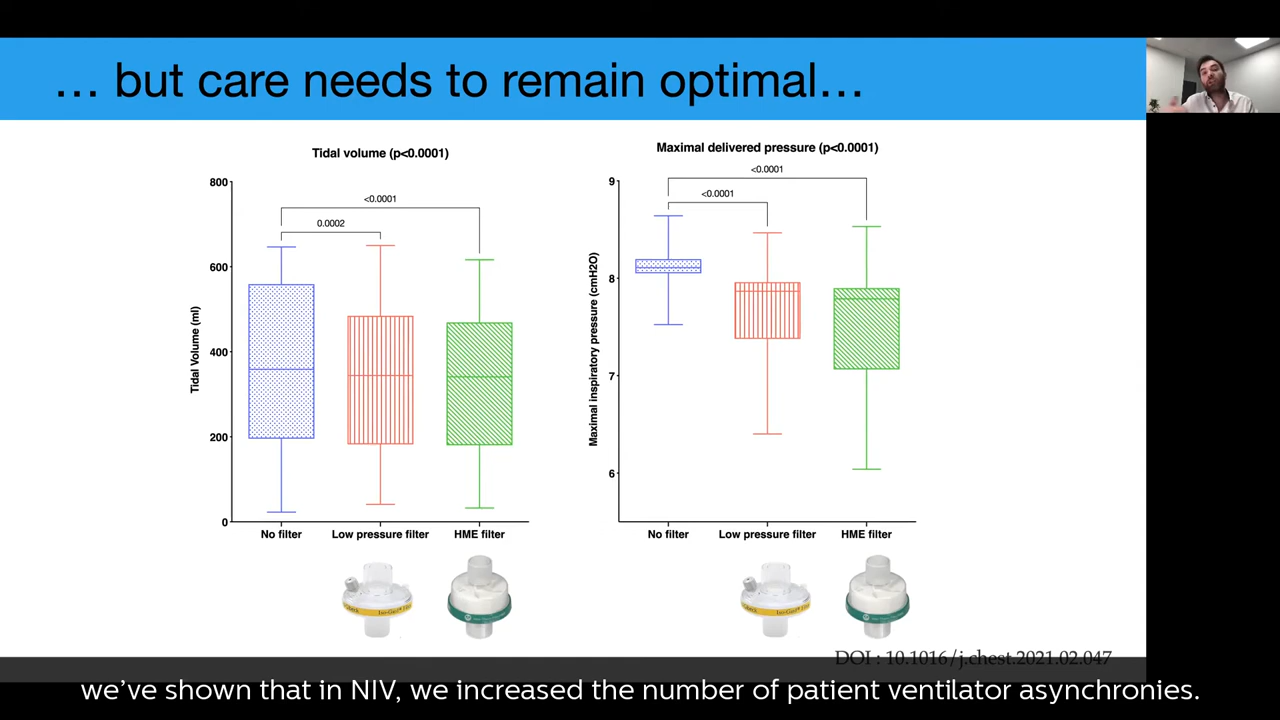 … but care needs to remain optimal…
Tidal volume (p<0.0001)
800
600
400
200
0
Tidal Volume (ml)
<0.0001
0.0002
No filter
Low pressure filter
HME filter
Maximal delivered pressure (p<0.0001)
9
8
7
6
Maximal inspiratory pressure (cmH2O)
<0.0001
<0.0001
No filter
Low pressure filter
HME filter
DOI : 10.1016/j.chest.2021.02.047
we've shown that in NIV, we increased the number of patient ventilator asynchronies.